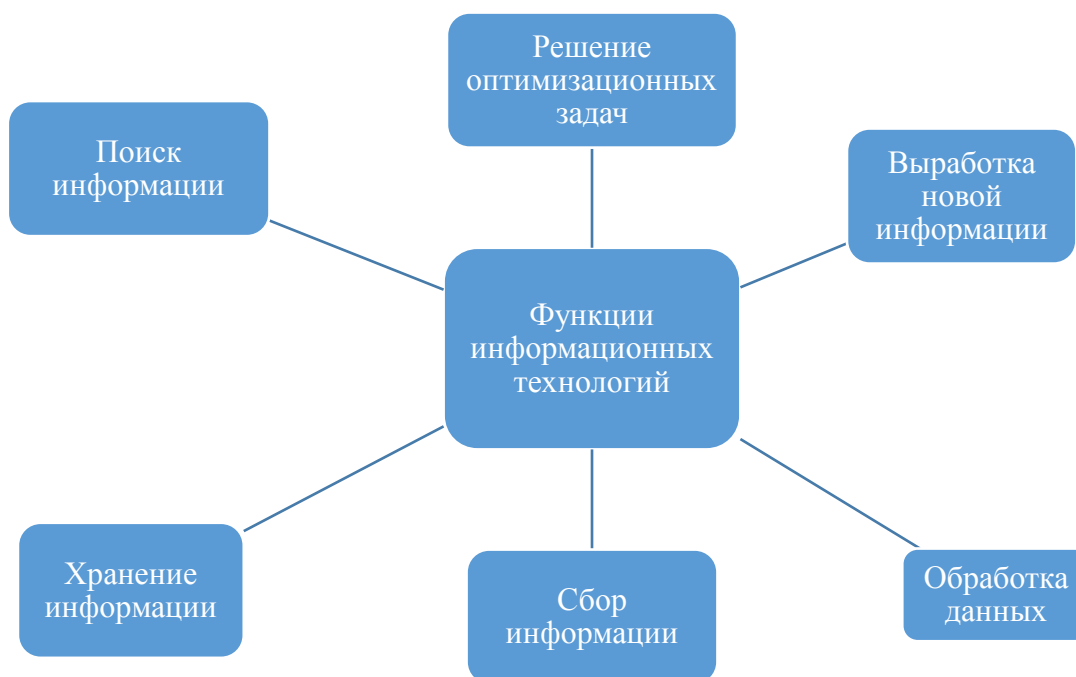 Решение
оптимизационных
задач
Поиск
информации
Выработка
новой
информации
Функции
информационных
технологий
Хранение
информации
Сбор
информации
Обработка
данных